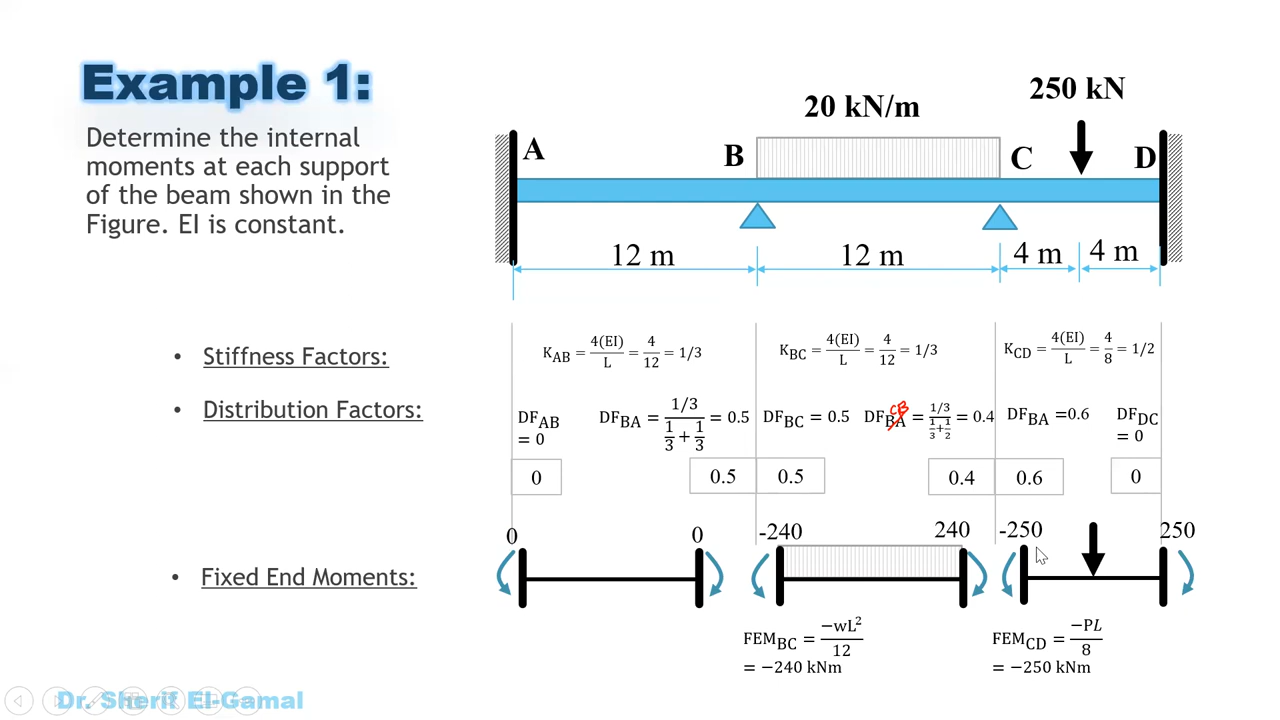 Example 1:
Determine the internal
moments at each support
of the beam shown in the
Figure. EI is constant.
20 kN/m
250 kN
A
B
C
D
12 m
12 m
4 m
4 m
• Stiffness Factors:
K_AB = 4(EI)/L = 4/12 = 1/3
K_BC = 4(EI)/L = 4/12 = 1/3
K_CD = 4(EI)/L = 4/8 = 1/2
• Distribution Factors:
DF_AB = 0
DF_BA = (1/3)/(1/3 + 1/3) = 0.5
DF_BC = 0.5
CB
DF_BA = (1/3)/(1/3+1/2) = 0.4
DF_BA =0.6
DF_DC = 0
0
0.5
0.5
0.4
0.6
0
0
0
-240
240
-250
250
• Fixed End Moments:
FEM_BC = −wL²/12
= −240 kNm
FEM_CD = −PL/8
= −250 kNm
Dr. Sherif El-Gamal